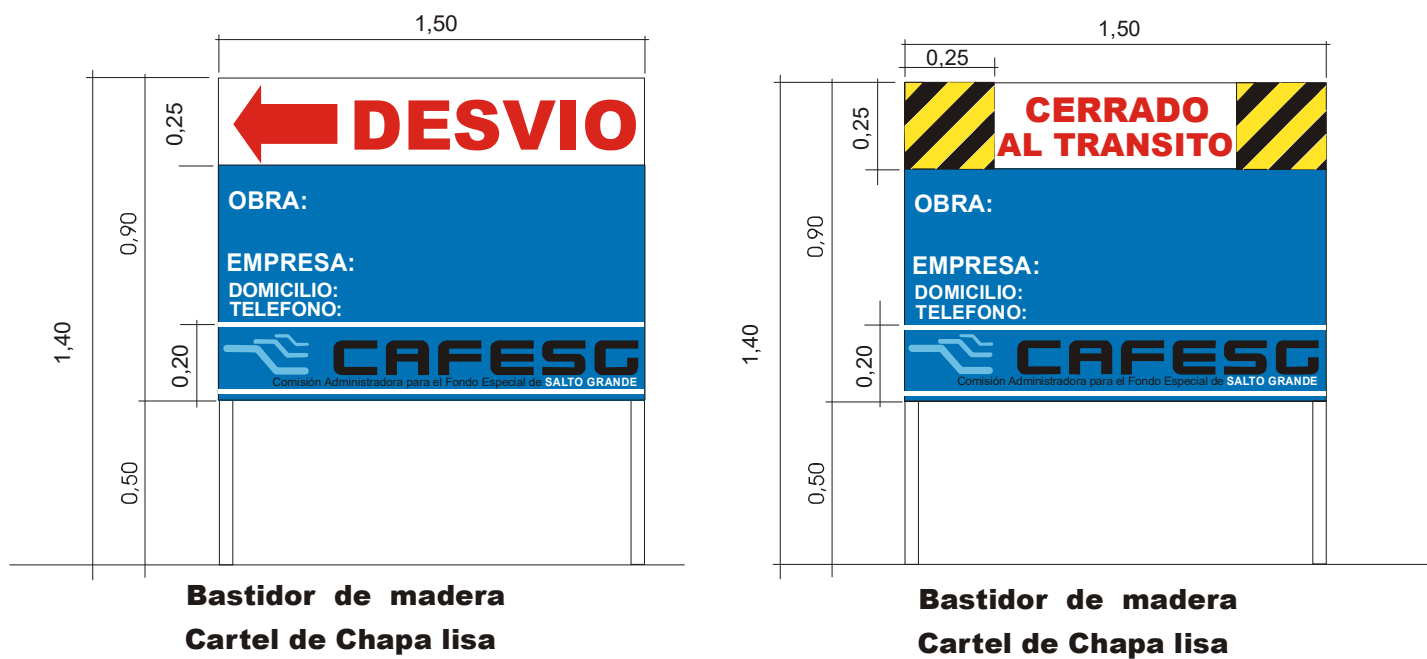 1,50
0,25
0,90
1,40
0,20
0,50
DESVIO
OBRA:
EMPRESA:
DOMICILIO:
TELEFONO:
CAFESG
Comisión Administradora para el Fondo Especial de SALTO GRANDE
Bastidor de madera
Cartel de Chapa lisa
1,50
0,25
0,25
0,90
1,40
0,20
0,50
CERRADO
AL TRANSITO
OBRA:
EMPRESA:
DOMICILIO:
TELEFONO:
CAFESG
Comisión Administradora para el Fondo Especial de SALTO GRANDE
Bastidor de madera
Cartel de Chapa lisa